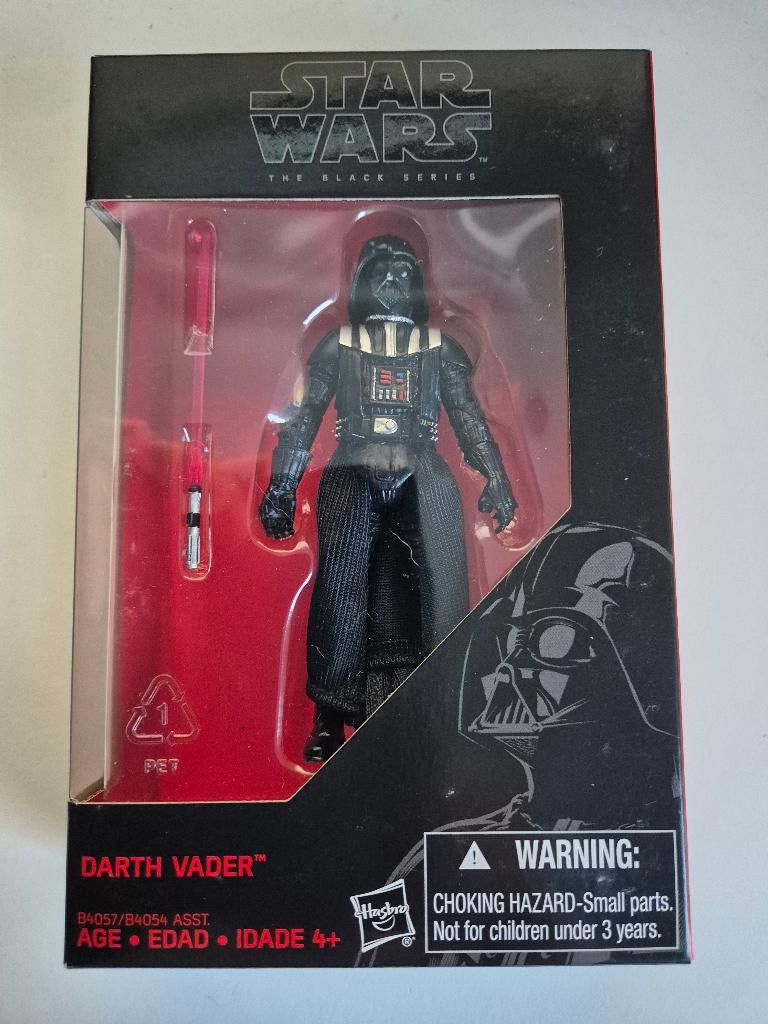 STAR
WARS™
THE BLACK SERIES
1
PET
DARTH VADER™
B4057/B4054 ASST.
AGE • EDAD • IDADE 4+
Hasbro®
WARNING:
CHOKING HAZARD-Small parts.
Not for children under 3 years.